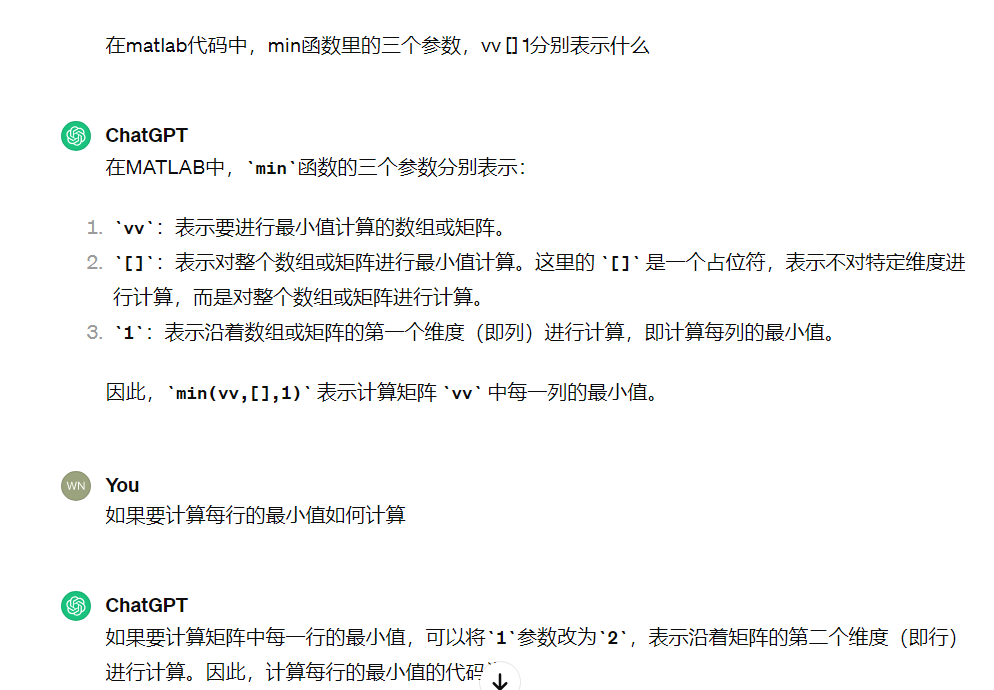 在matlab代码中，min函数里的三个参数，vv [] 1分别表示什么
ChatGPT
在MATLAB中，`min`函数的三个参数分别表示：
1. `vv`：表示要进行最小值计算的数组或矩阵。
2. `[]`：表示对整个数组或矩阵进行最小值计算。这里的 `[]` 是一个占位符，表示不对特定维度进
行计算，而是对整个数组或矩阵进行计算。
3. `1`：表示沿着数组或矩阵的第一个维度（即列）进行计算，即计算每列的最小值。
因此，`min(vv,[],1)` 表示计算矩阵 `vv` 中每一列的最小值。
WN
You
如果要计算每行的最小值如何计算
ChatGPT
如果要计算矩阵中每一行的最小值，可以将`1`参数改为`2`，表示沿着矩阵的第二个维度（即行）
进行计算。因此，计算每行的最小值的代码